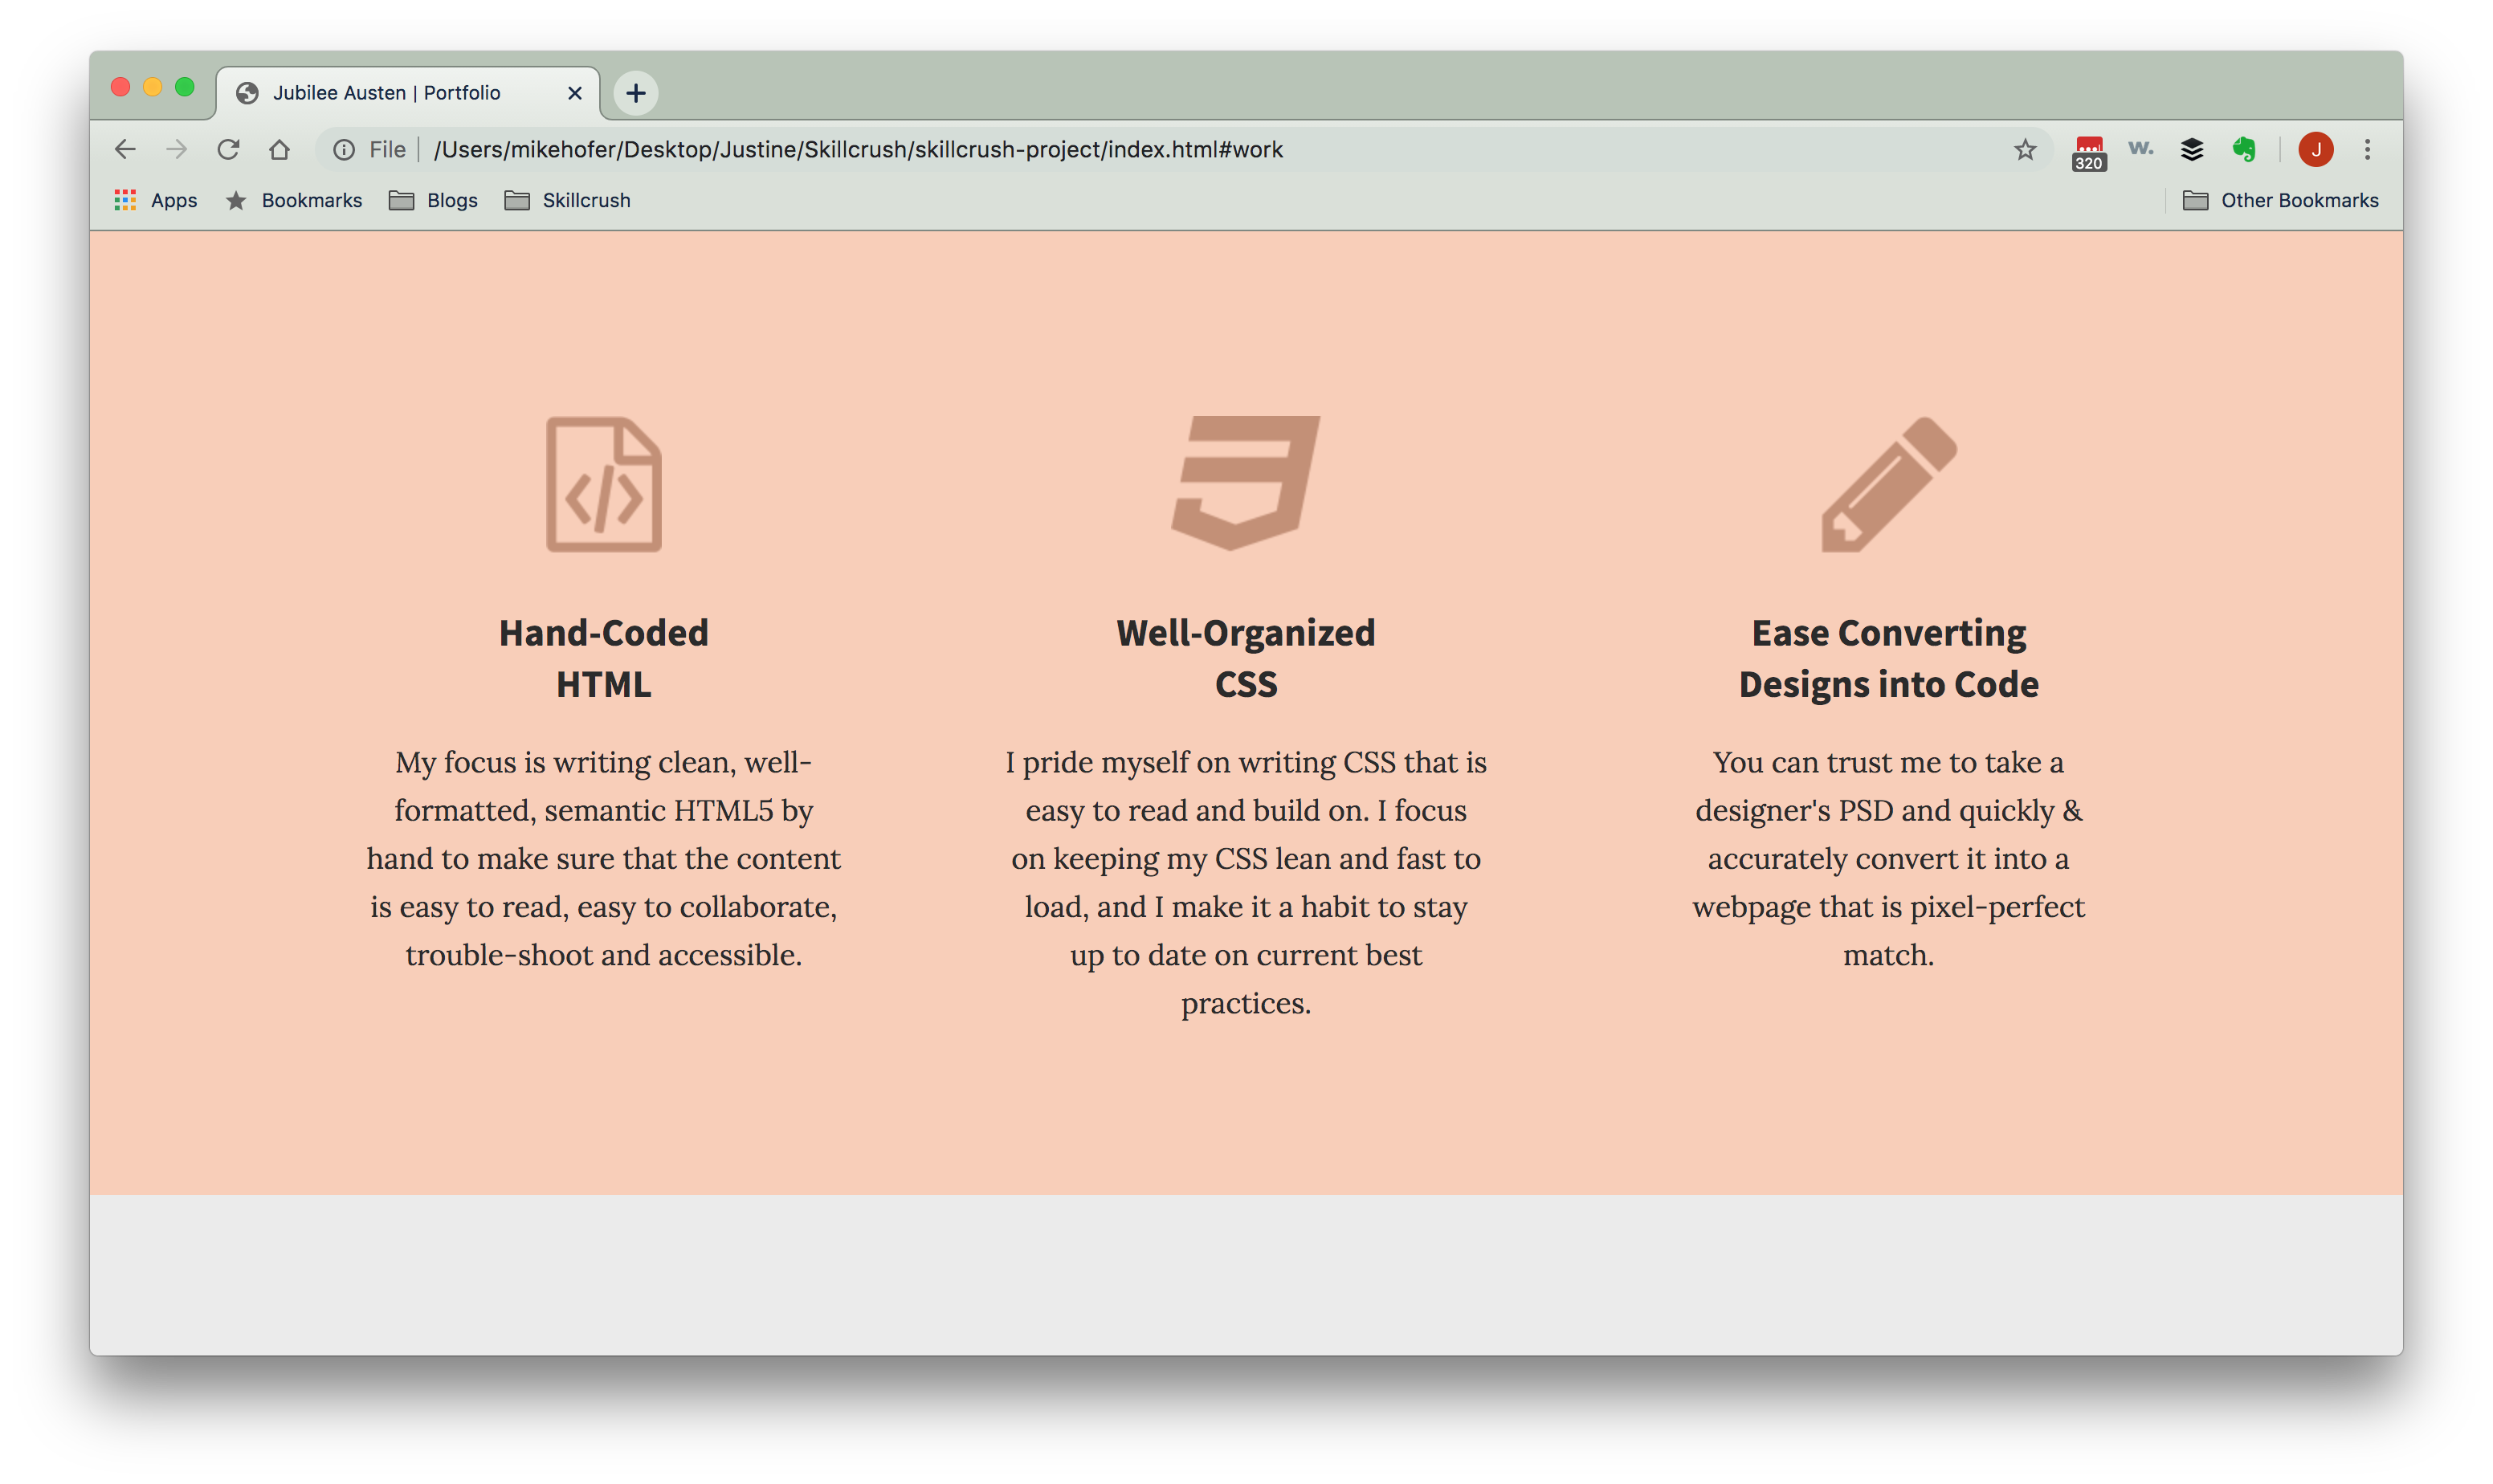 Jubilee Austen | Portfolio
File | /Users/mikehofer/Desktop/Justine/Skillcrush/skillcrush-project/index.html#work
320
w.
J
Apps
Bookmarks
Blogs
Skillcrush
Other Bookmarks
Hand-Coded
HTML
My focus is writing clean, well-
formatted, semantic HTML5 by
hand to make sure that the content
is easy to read, easy to collaborate,
trouble-shoot and accessible.
Well-Organized
CSS
I pride myself on writing CSS that is
easy to read and build on. I focus
on keeping my CSS lean and fast to
load, and I make it a habit to stay
up to date on current best
practices.
Ease Converting
Designs into Code
You can trust me to take a
designer's PSD and quickly &
accurately convert it into a
webpage that is pixel-perfect
match.